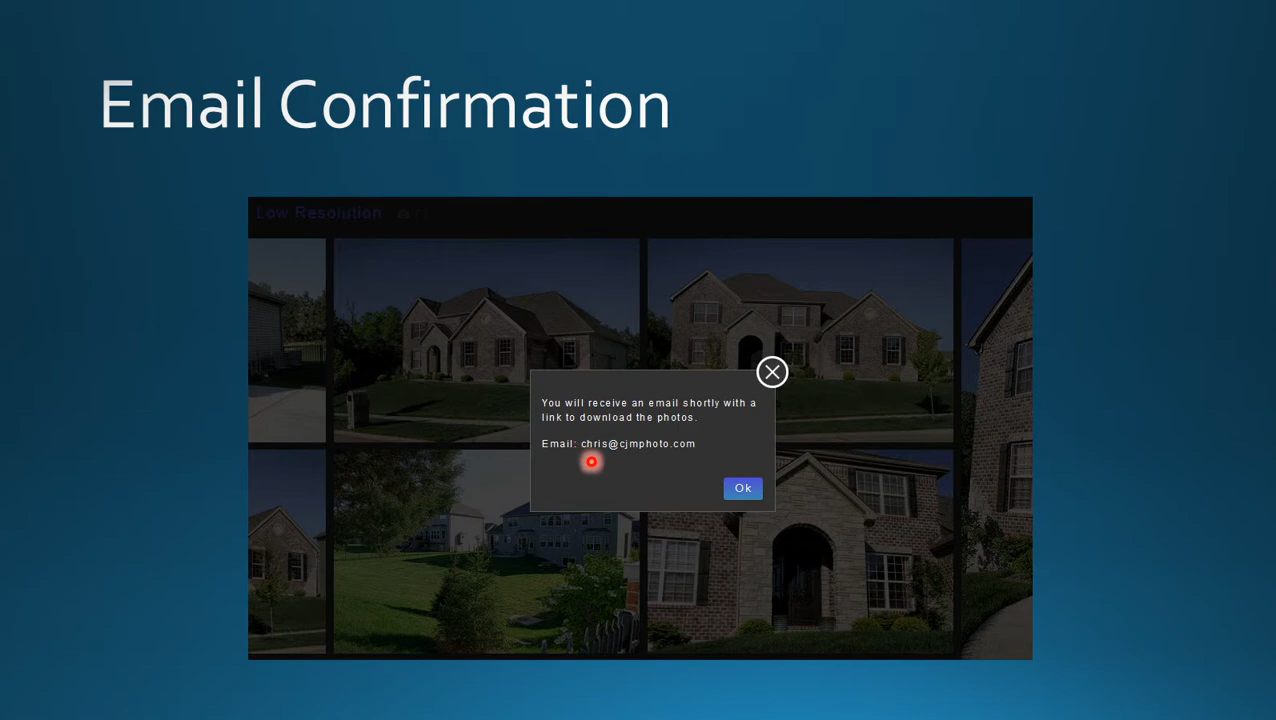 Email Confirmation
Low Resolution
You will receive an email shortly with a
link to download the photos.
Email: chris@cjmphoto.com
Ok